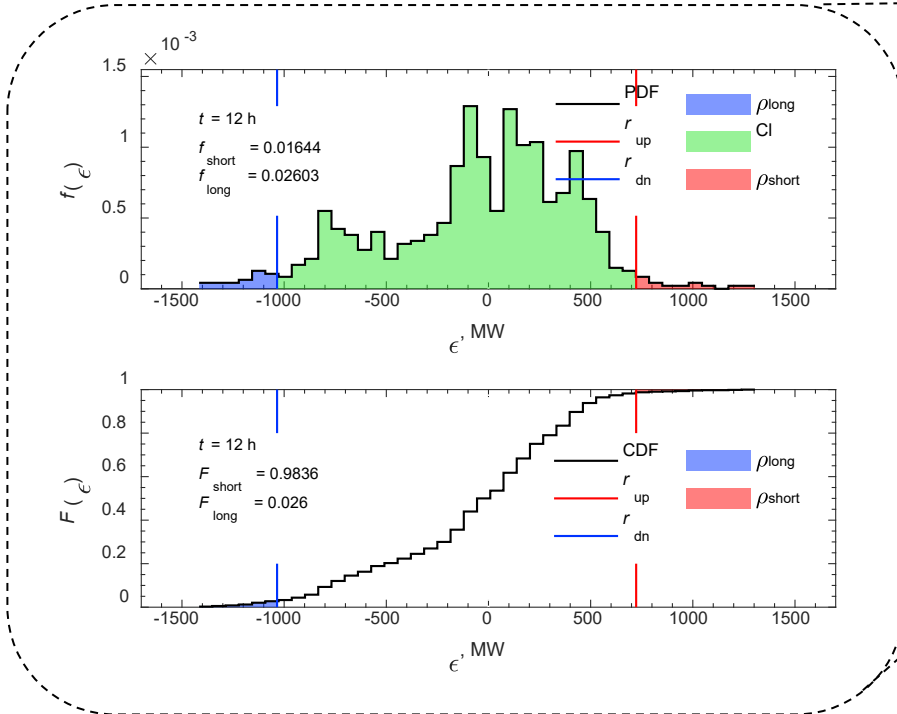 × 10 -3
1.5
1
0.5
0
f(ϵ)
t = 12 h
f short = 0.01644
f long = 0.02603
PDF
r up
r dn
ρlong
CI
ρshort
-1500 -1000 -500 0 500 1000 1500
ϵ, MW
1
0.8
0.6
0.4
0.2
0
F(ϵ)
t = 12 h
F short = 0.9836
F long = 0.026
CDF
r up
r dn
ρlong
ρshort
-1500 -1000 -500 0 500 1000 1500
ϵ, MW